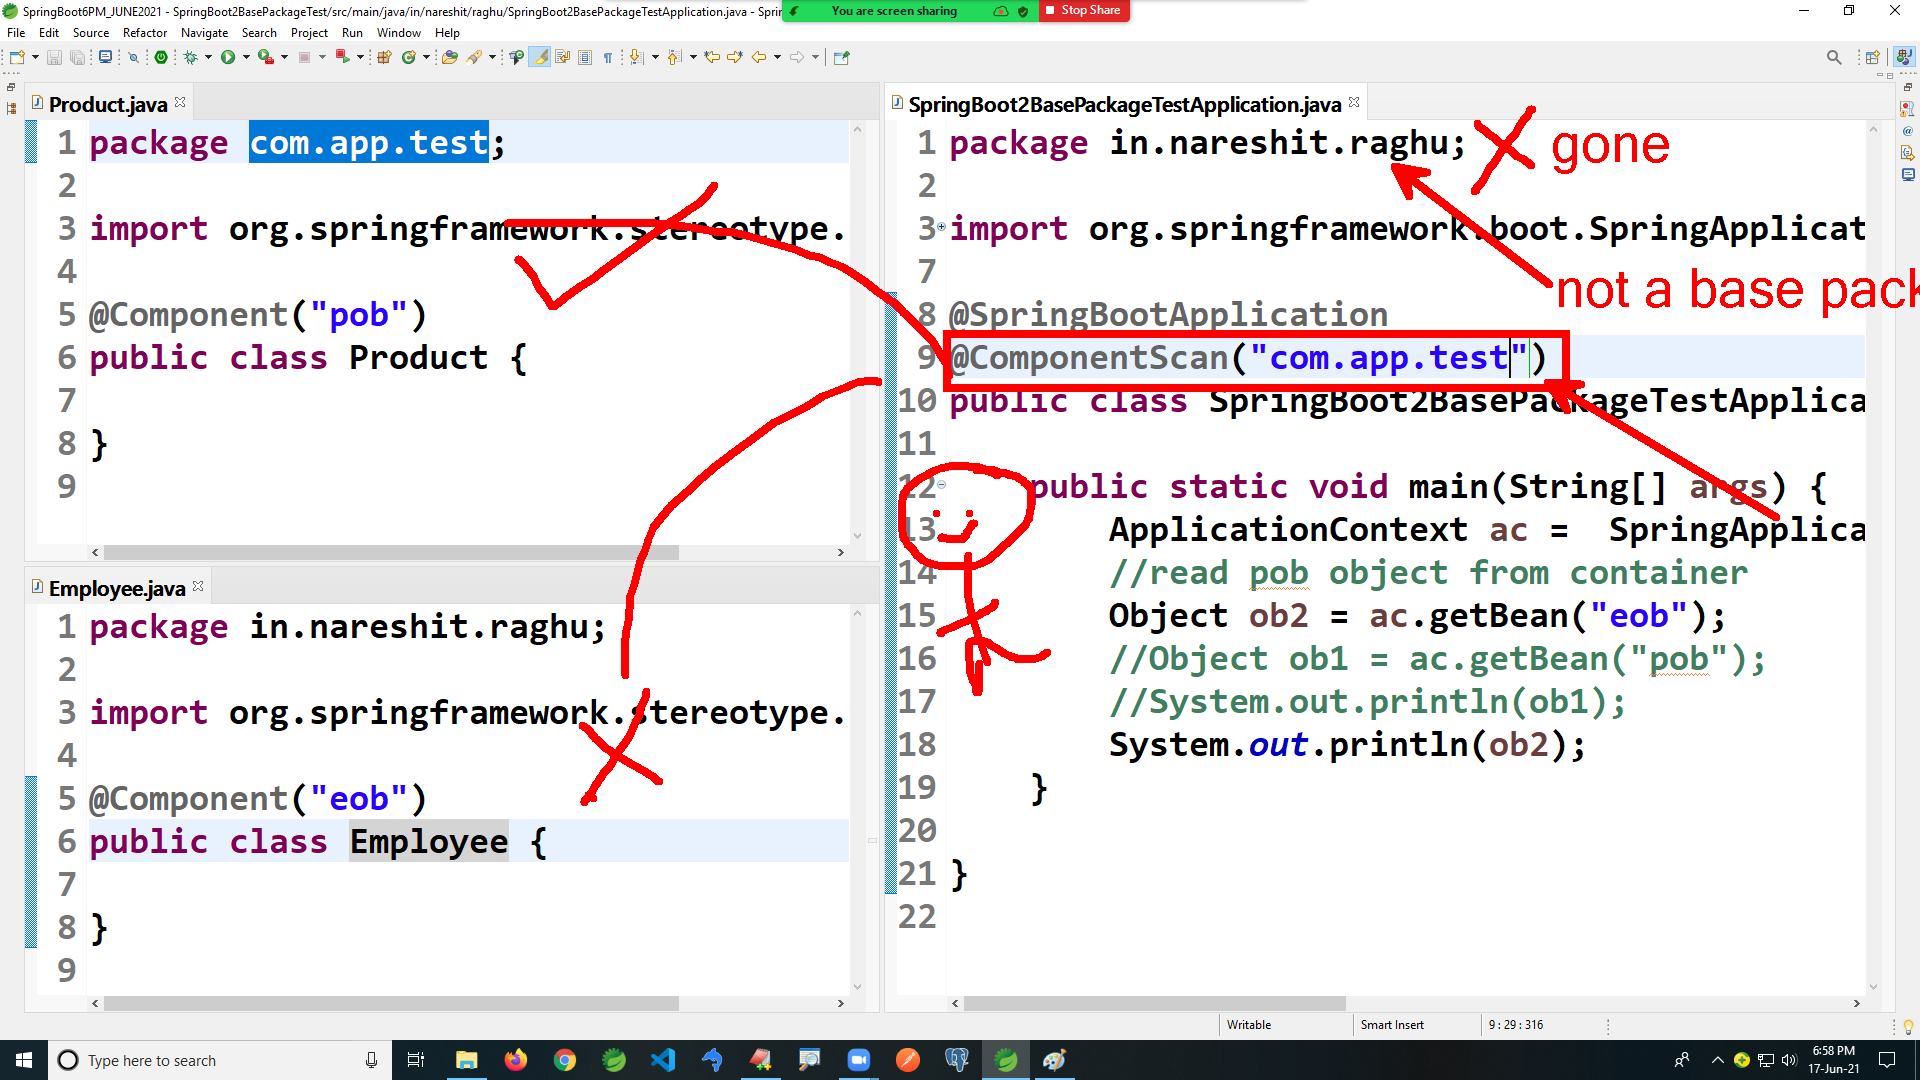 SpringBoot6PM_JUNE2021 - SpringBoot2BasePackageTest/src/main/java/in/nareshit/raghu/SpringBoot2BasePackageTestApplication.java - Sprin
You are screen sharing
Stop Share
File Edit Source Refactor Navigate Search Project Run Window Help
Product.java
1 package com.app.test;
2
3 import org.springframework.stereotype.
4
5 @Component("pob")
6 public class Product {
7
8 }
9
Employee.java
1 package in.nareshit.raghu;
2
3 import org.springframework.stereotype.
4
5 @Component("eob")
6 public class Employee {
7
8 }
9
SpringBoot2BasePackageTestApplication.java
1 package in.nareshit.raghu; gone
2
3 import org.springframework.boot.SpringApplicat
7
not a base pack
8 @SpringBootApplication
9 @ComponentScan("com.app.test")
10 public class SpringBoot2BasePackageTestApplica
11
12 public static void main(String[] args) {
13 ApplicationContext ac = SpringApplica
14 //read pob object from container
15 Object ob2 = ac.getBean("eob");
16 //Object ob1 = ac.getBean("pob");
17 //System.out.println(ob1);
18 System.out.println(ob2);
19 }
20
21 }
22
Writable Smart Insert 9 : 29 : 316
Type here to search
6:58 PM
17-Jun-21